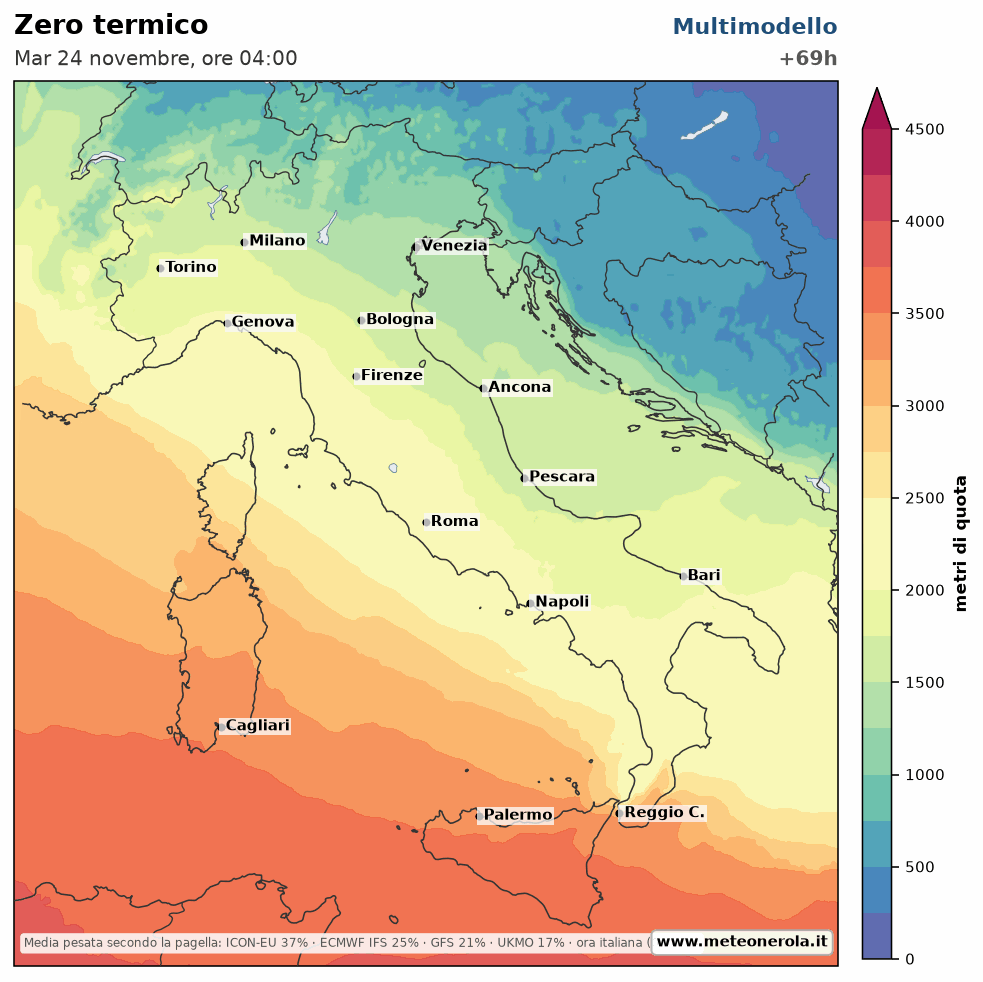 Zero termico
Multimodello
Mar 24 novembre, ore 04:00
+69h
4500
4000
3500
3000
2500
2000
1500
1000
500
0
metri di quota
Milano
Venezia
Torino
Genova
Bologna
Firenze
Ancona
Pescara
Roma
Bari
Napoli
Cagliari
Palermo
Reggio C.
Media pesata secondo la pagella: ICON-EU 37% · ECMWF IFS 25% · GFS 21% · UKMO 17% · ora italiana (
www.meteonerola.it